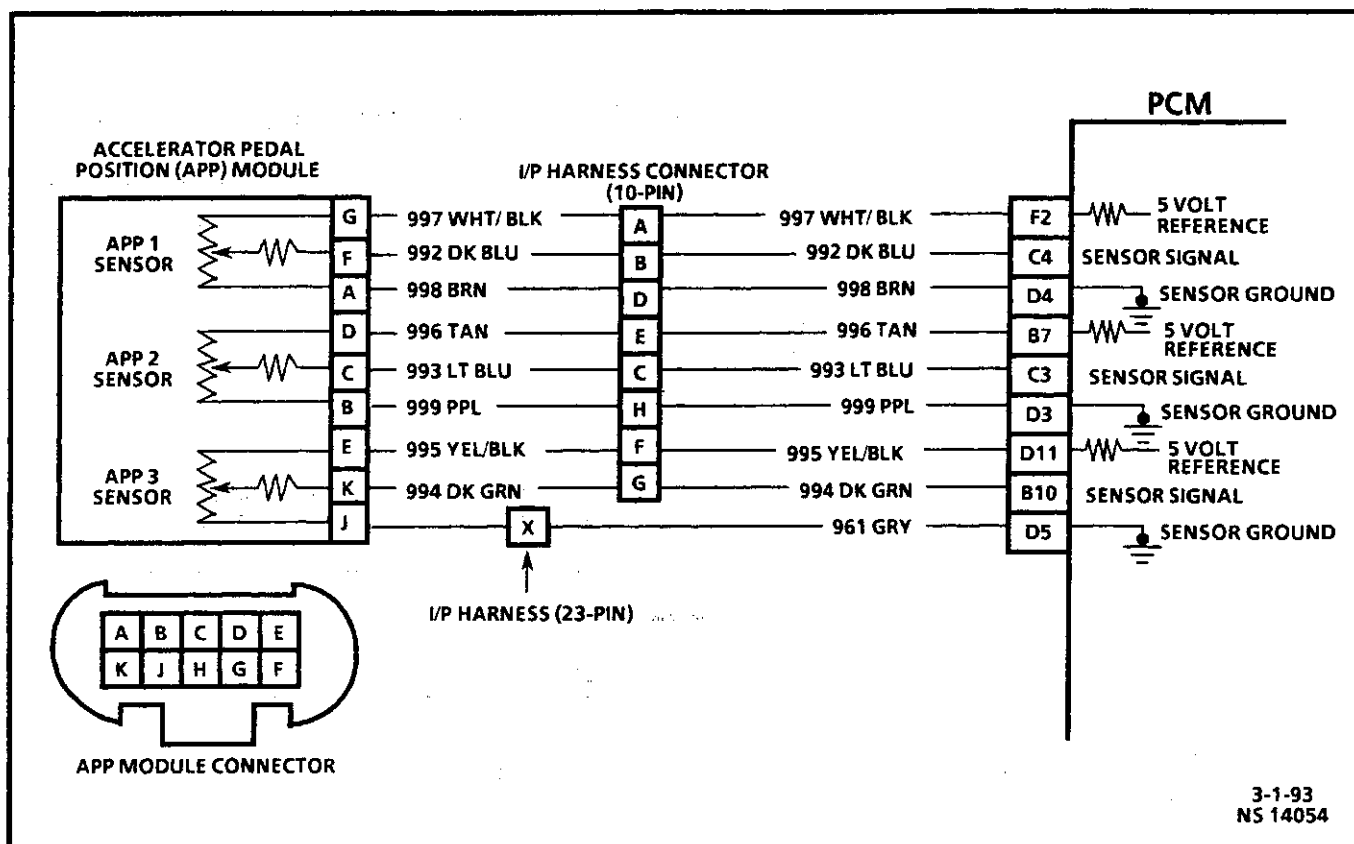 PCM
ACCELERATOR PEDAL
POSITION (APP) MODULE
I/P HARNESS CONNECTOR
(10-PIN)
APP 1
SENSOR
G
997 WHT/ BLK
A
997 WHT/ BLK
F2
5 VOLT
REFERENCE
F
992 DK BLU
B
992 DK BLU
C4
SENSOR SIGNAL
A
998 BRN
D
998 BRN
D4
SENSOR GROUND
APP 2
SENSOR
D
996 TAN
E
996 TAN
B7
5 VOLT
REFERENCE
C
993 LT BLU
C
993 LT BLU
C3
SENSOR SIGNAL
B
999 PPL
H
999 PPL
D3
SENSOR GROUND
APP 3
SENSOR
E
995 YEL/BLK
F
995 YEL/BLK
D11
5 VOLT
REFERENCE
K
994 DK GRN
G
994 DK GRN
B10
SENSOR SIGNAL
J
X
961 GRY
D5
SENSOR GROUND
I/P HARNESS (23-PIN)
A B C D E
K J H G F
APP MODULE CONNECTOR
3-1-93
NS 14054